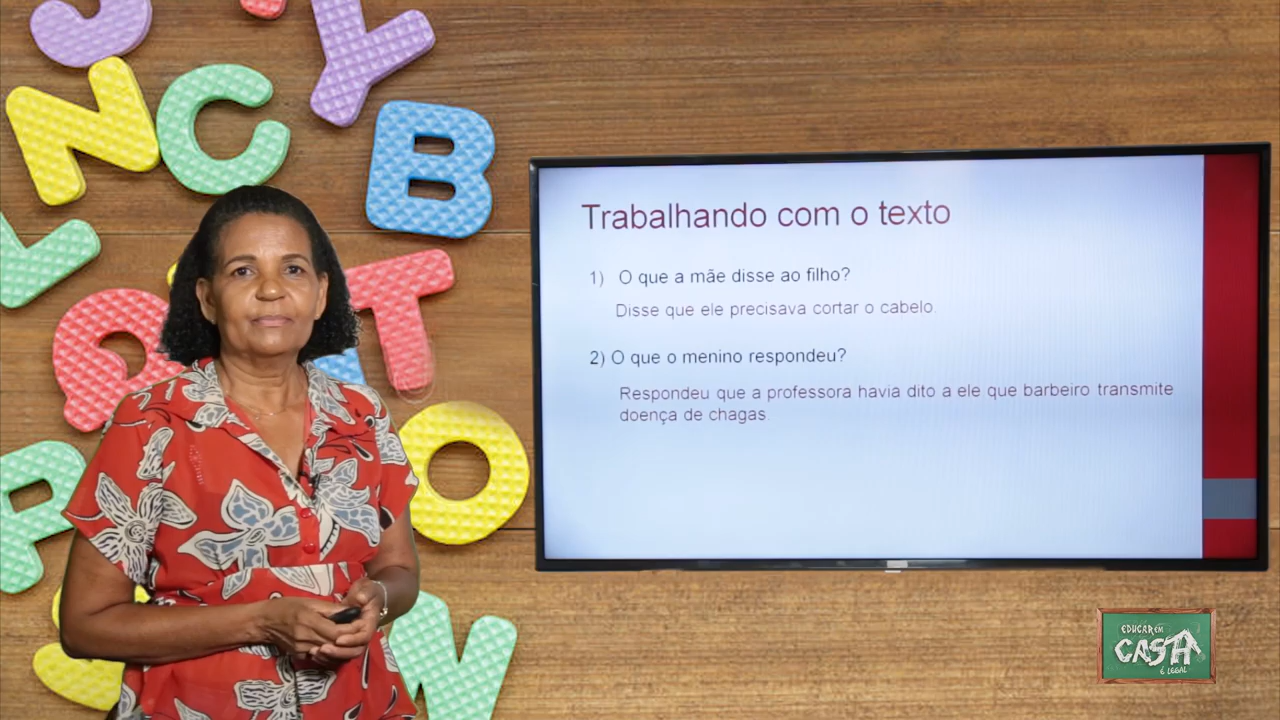 Trabalhando com o texto
1) O que a mãe disse ao filho?
Disse que ele precisava cortar o cabelo.
2) O que o menino respondeu?
Respondeu que a professora havia dito a ele que barbeiro transmite
doença de chagas.
J
Y
N
C
B
L
R
T
O
A
W
EDUCAR EM
CASA
É LEGAL